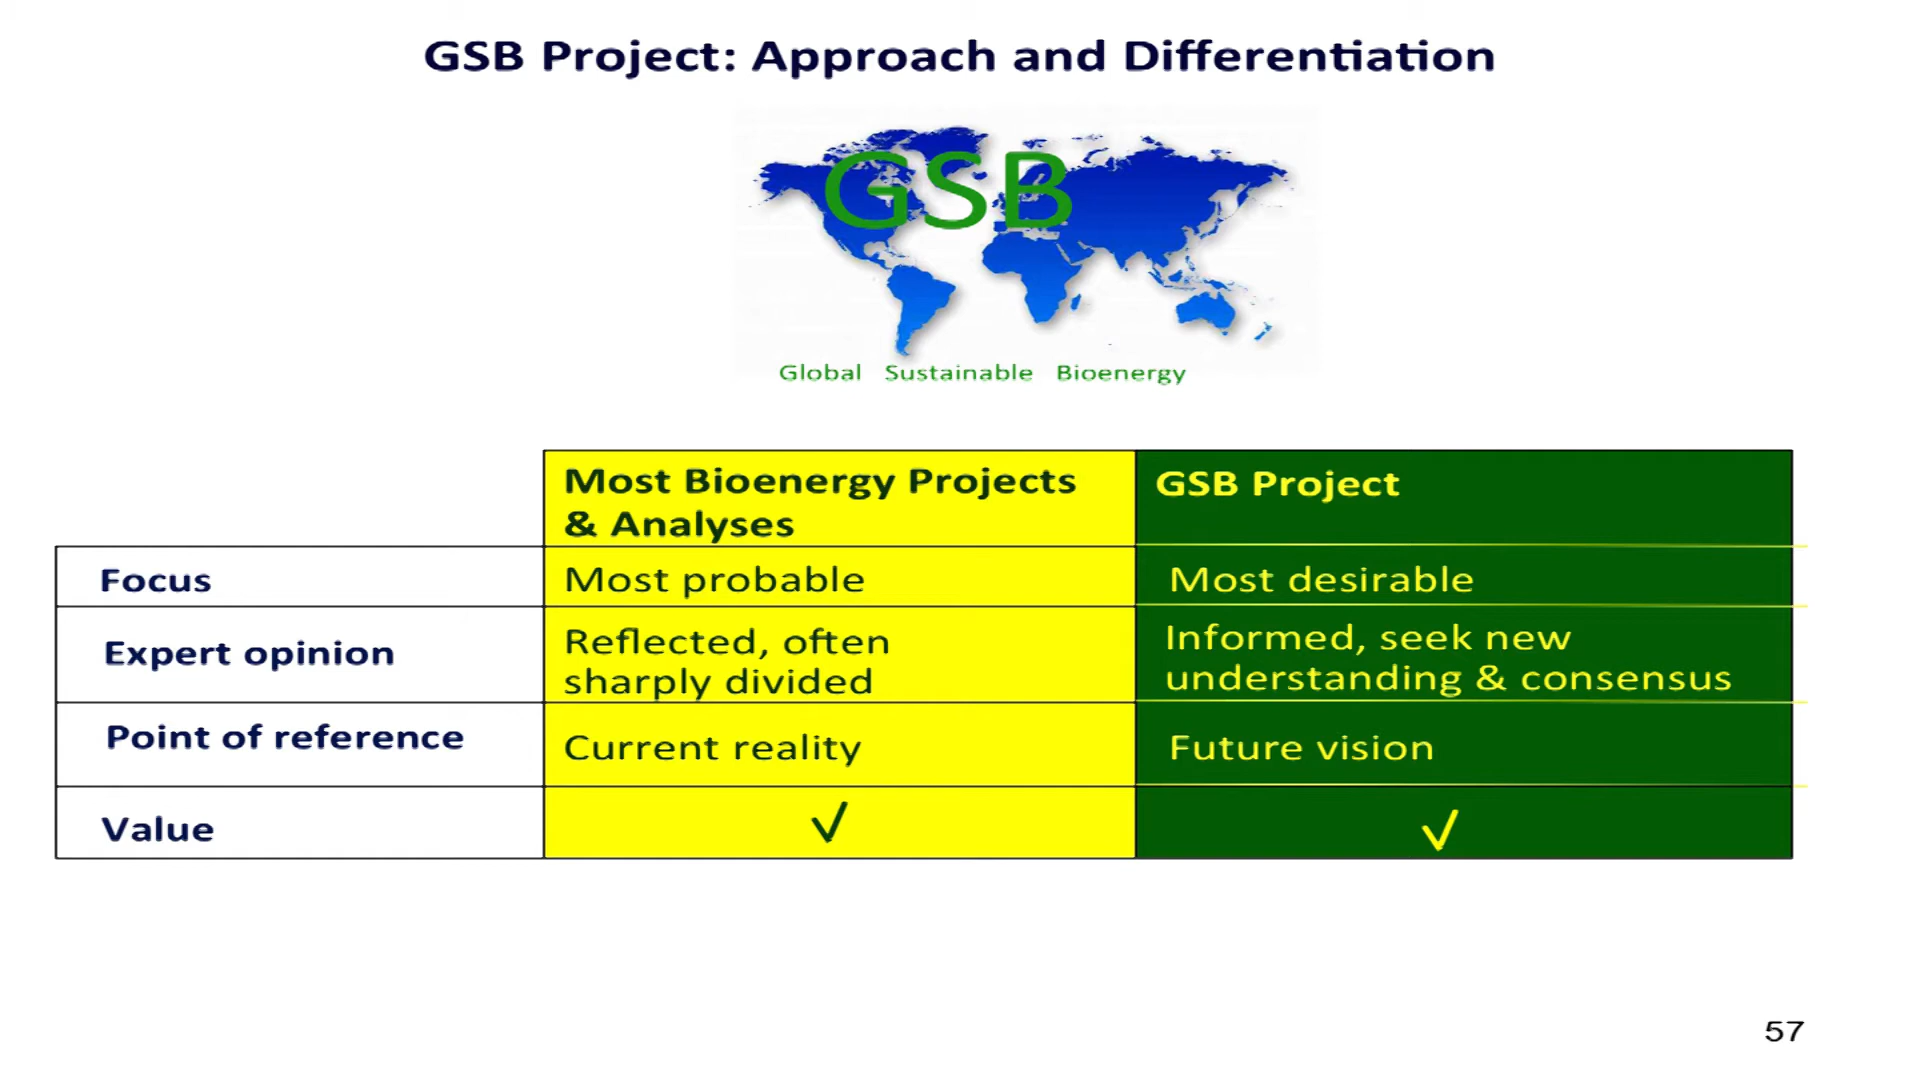 GSB Project: Approach and Differentiation
GSB
Global Sustainable Bioenergy
Most Bioenergy Projects
& Analyses
GSB Project
Focus
Most probable
Most desirable
Expert opinion
Reflected, often
sharply divided
Informed, seek new
understanding & consensus
Point of reference
Current reality
Future vision
Value
√
√
57